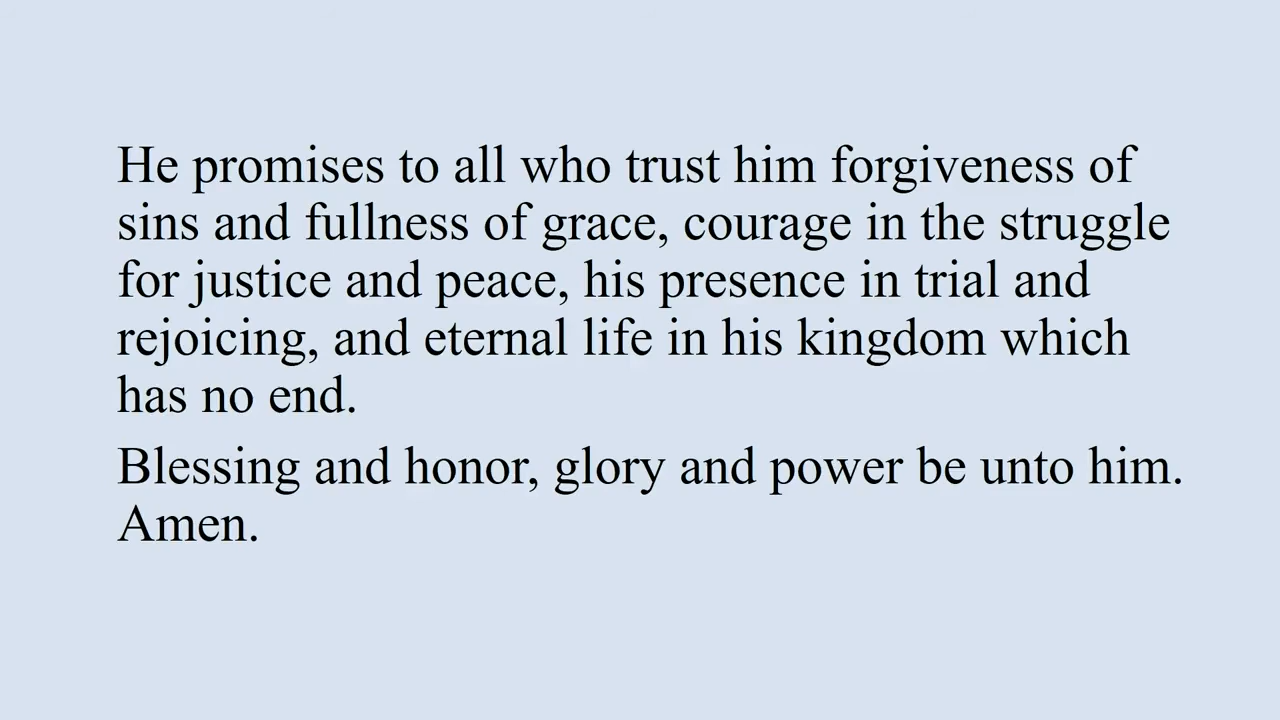 He promises to all who trust him forgiveness of
sins and fullness of grace, courage in the struggle
for justice and peace, his presence in trial and
rejoicing, and eternal life in his kingdom which
has no end.
Blessing and honor, glory and power be unto him.
Amen.